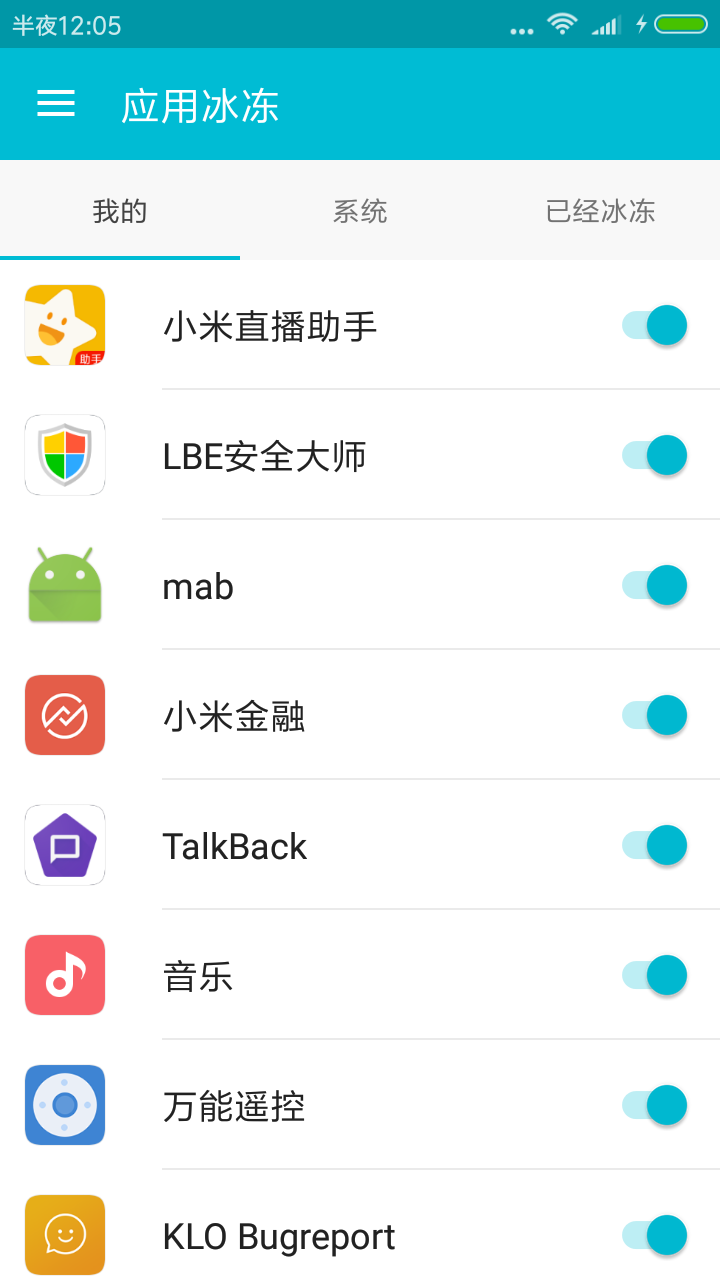 半夜12:05
应用冰冻
我的 系统 已经冰冻
助手
小米直播助手
LBE安全大师
mab
小米金融
TalkBack
音乐
万能遥控
KLO Bugreport